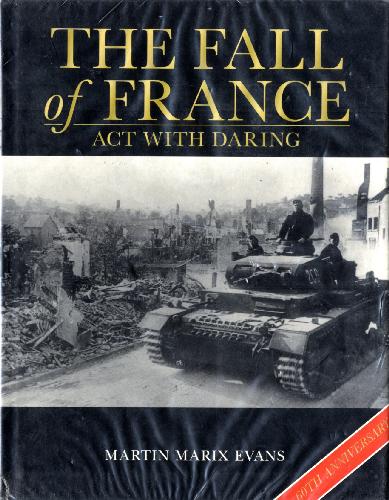 THE FALL
of FRANCE
ACT WITH DARING
MARTIN MARIX EVANS
60TH ANNIVERSARY